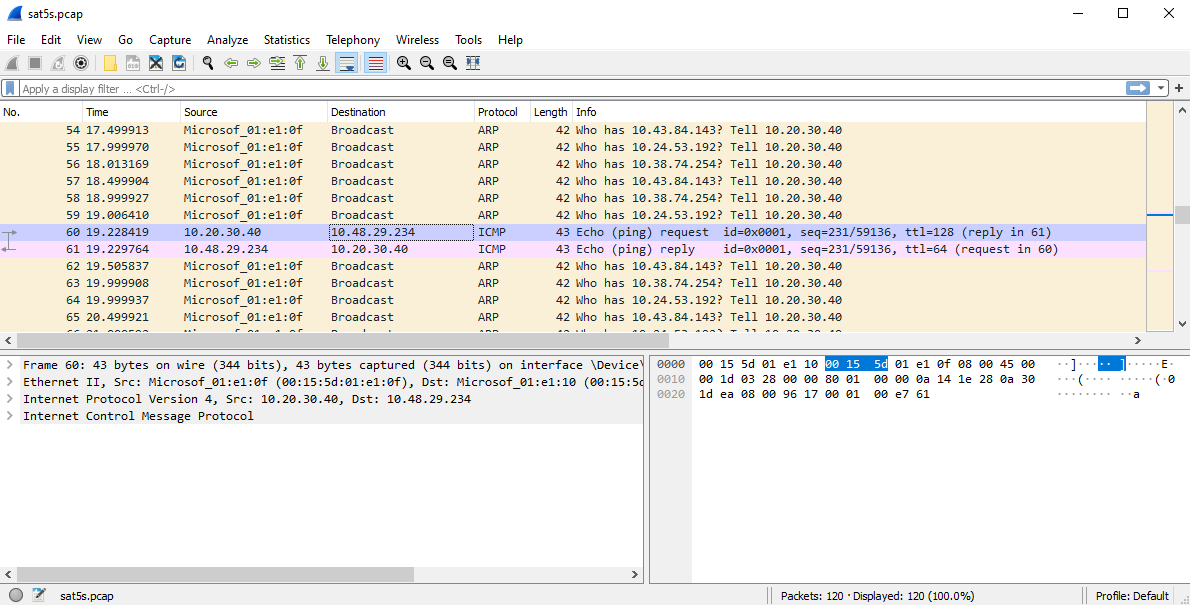 sat5s.pcap
File Edit View Go Capture Analyze Statistics Telephony Wireless Tools Help
Apply a display filter ... <Ctrl-/>
No. Time Source Destination Protocol Length Info
54 17.499913 Microsof_01:e1:0f Broadcast ARP 42 Who has 10.43.84.143? Tell 10.20.30.40
55 17.999970 Microsof_01:e1:0f Broadcast ARP 42 Who has 10.24.53.192? Tell 10.20.30.40
56 18.013169 Microsof_01:e1:0f Broadcast ARP 42 Who has 10.38.74.254? Tell 10.20.30.40
57 18.499904 Microsof_01:e1:0f Broadcast ARP 42 Who has 10.43.84.143? Tell 10.20.30.40
58 18.999927 Microsof_01:e1:0f Broadcast ARP 42 Who has 10.38.74.254? Tell 10.20.30.40
59 19.006410 Microsof_01:e1:0f Broadcast ARP 42 Who has 10.24.53.192? Tell 10.20.30.40
60 19.228419 10.20.30.40 10.48.29.234 ICMP 43 Echo (ping) request id=0x0001, seq=231/59136, ttl=128 (reply in 61)
61 19.229764 10.48.29.234 10.20.30.40 ICMP 43 Echo (ping) reply id=0x0001, seq=231/59136, ttl=64 (request in 60)
62 19.505837 Microsof_01:e1:0f Broadcast ARP 42 Who has 10.43.84.143? Tell 10.20.30.40
63 19.999908 Microsof_01:e1:0f Broadcast ARP 42 Who has 10.38.74.254? Tell 10.20.30.40
64 19.999937 Microsof_01:e1:0f Broadcast ARP 42 Who has 10.24.53.192? Tell 10.20.30.40
65 20.499921 Microsof_01:e1:0f Broadcast ARP 42 Who has 10.43.84.143? Tell 10.20.30.40
Frame 60: 43 bytes on wire (344 bits), 43 bytes captured (344 bits) on interface \Device\
Ethernet II, Src: Microsof_01:e1:0f (00:15:5d:01:e1:0f), Dst: Microsof_01:e1:10 (00:15:5d
Internet Protocol Version 4, Src: 10.20.30.40, Dst: 10.48.29.234
Internet Control Message Protocol
0000 00 15 5d 01 e1 10 00 15 5d 01 e1 0f 08 00 45 00 ··]·····]·····E·
0010 00 1d 03 28 00 00 80 01 00 00 0a 14 1e 28 0a 30 ···(·········(·0
0020 1d ea 08 00 96 17 00 01 00 e7 61 ··········a
sat5s.pcap
Packets: 120 · Displayed: 120 (100.0%)
Profile: Default